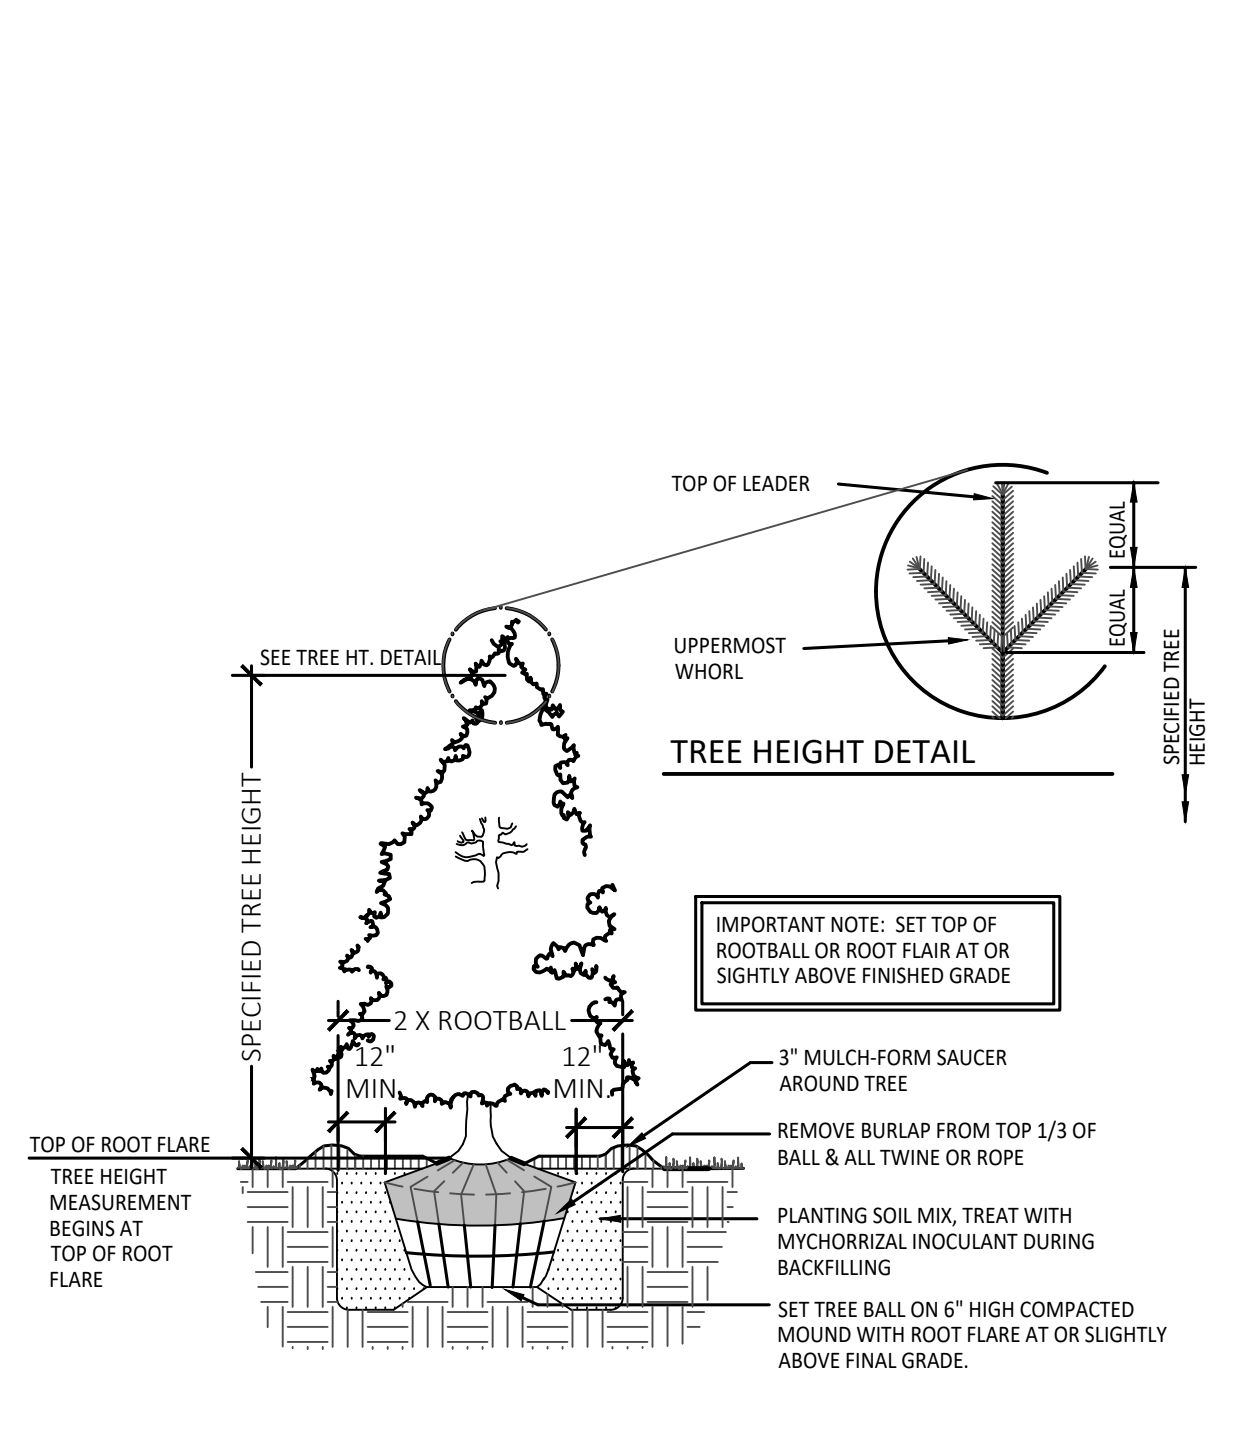 TOP OF LEADER
EQUAL
EQUAL
UPPERMOST
WHORL
SPECIFIED TREE
HEIGHT
SEE TREE HT. DETAIL
TREE HEIGHT DETAIL
SPECIFIED TREE HEIGHT
IMPORTANT NOTE: SET TOP OF
ROOTBALL OR ROOT FLAIR AT OR
SIGHTLY ABOVE FINISHED GRADE
2 X ROOTBALL
12"
MIN
12"
MIN.
3" MULCH-FORM SAUCER
AROUND TREE
REMOVE BURLAP FROM TOP 1/3 OF
BALL & ALL TWINE OR ROPE
TOP OF ROOT FLARE
TREE HEIGHT
MEASUREMENT
BEGINS AT
TOP OF ROOT
FLARE
PLANTING SOIL MIX, TREAT WITH
MYCHORRIZAL INOCULANT DURING
BACKFILLING
SET TREE BALL ON 6" HIGH COMPACTED
MOUND WITH ROOT FLARE AT OR SLIGHTLY
ABOVE FINAL GRADE.